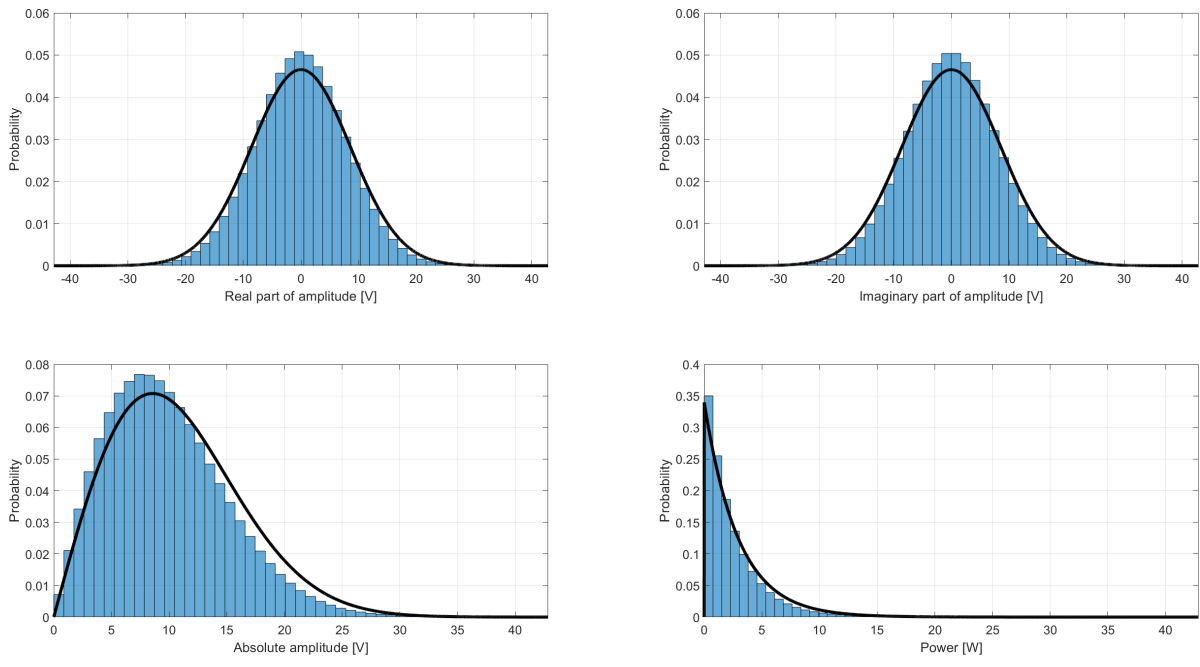 0.06
0.05
0.04
0.03
0.02
0.01
0
Probability
-40 -30 -20 -10 0 10 20 30 40
Real part of amplitude [V]
0.06
0.05
0.04
0.03
0.02
0.01
0
Probability
-40 -30 -20 -10 0 10 20 30 40
Imaginary part of amplitude [V]
0.08
0.07
0.06
0.05
0.04
0.03
0.02
0.01
0
Probability
0 5 10 15 20 25 30 35 40
Absolute amplitude [V]
0.4
0.35
0.3
0.25
0.2
0.15
0.1
0.05
0
Probability
0 5 10 15 20 25 30 35 40
Power [W]